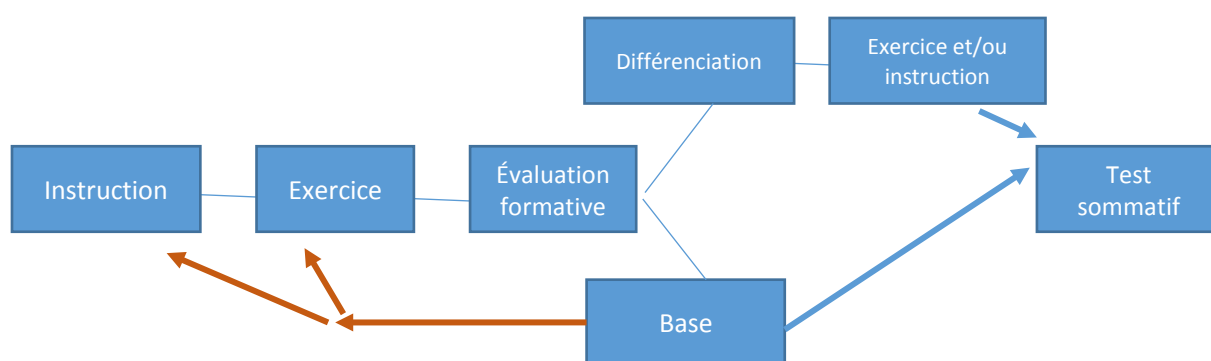 Différenciation
Exercice et/ou
instruction
Instruction
Exercice
Évaluation
formative
Test
sommatif
Base